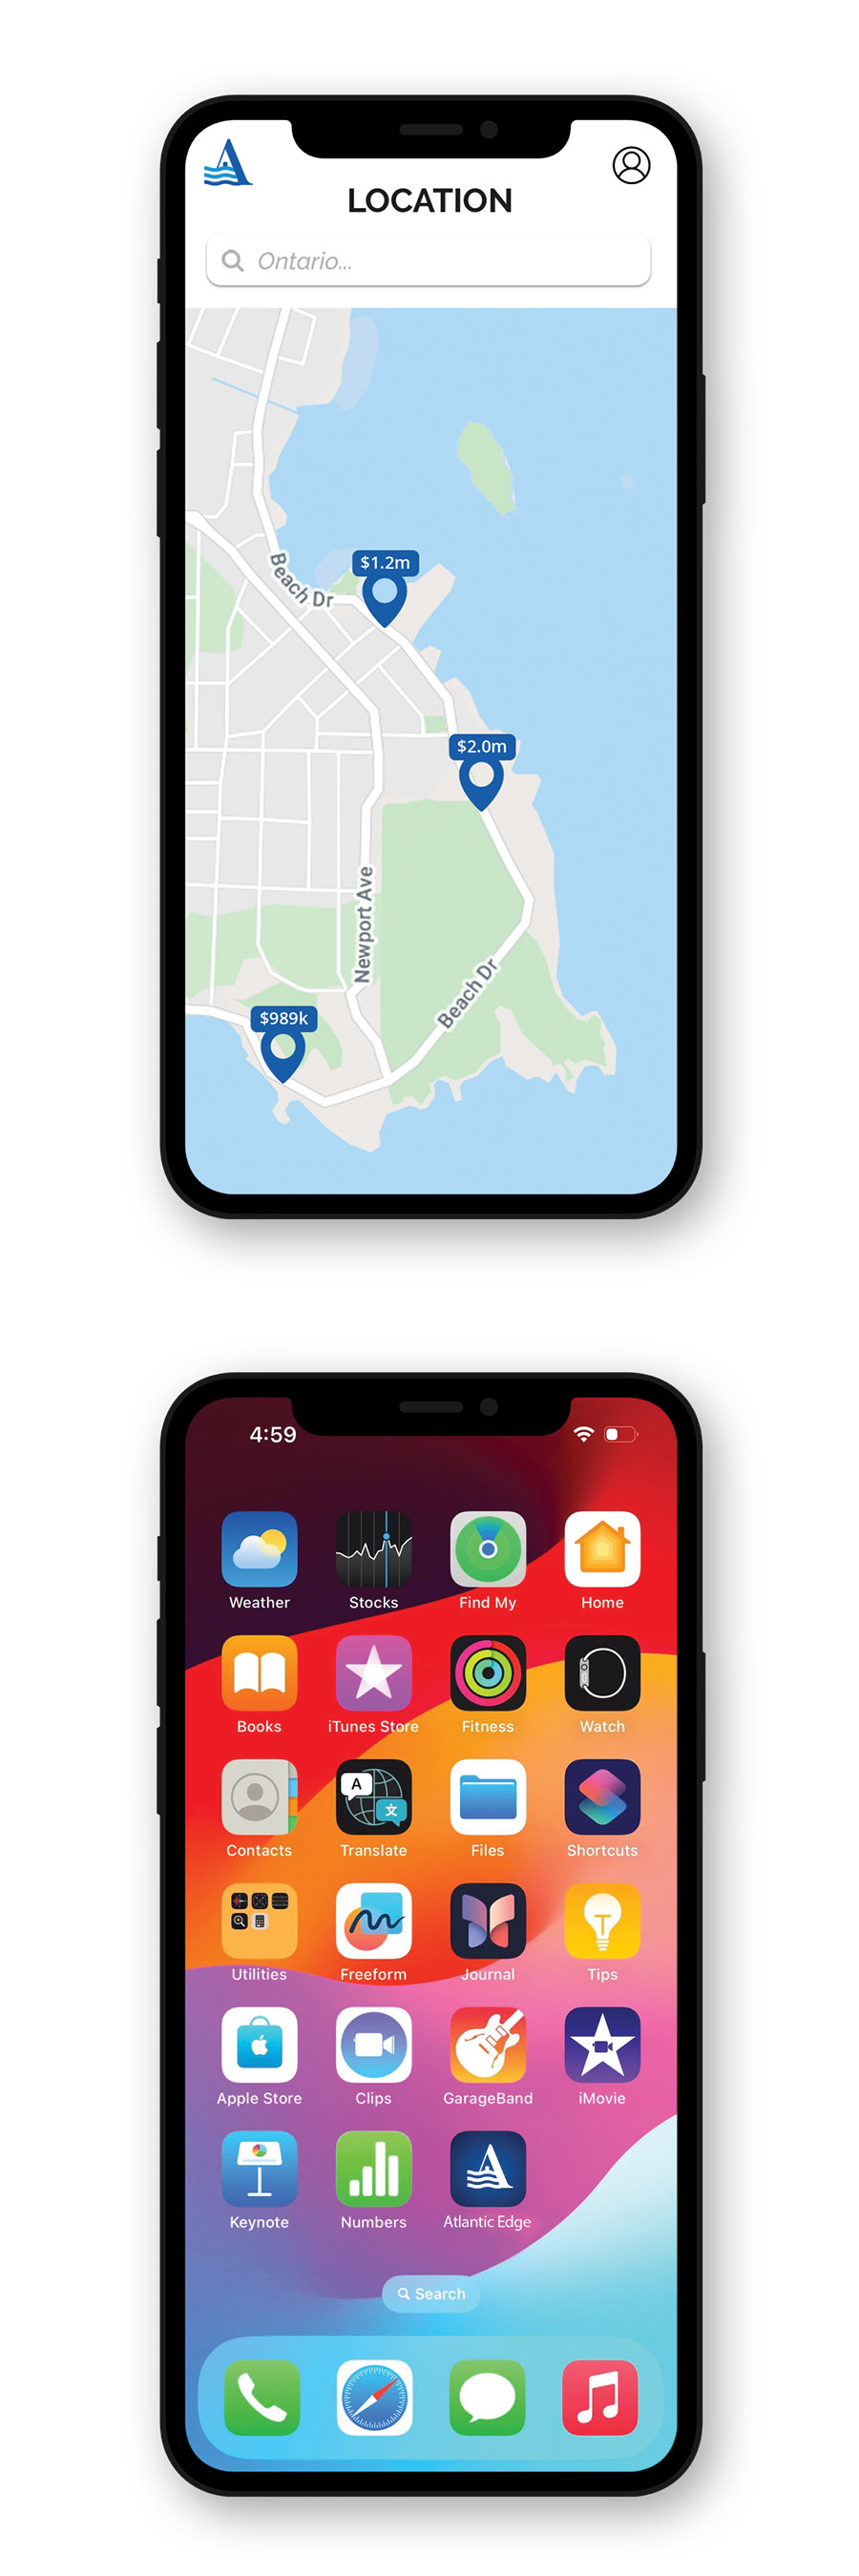 LOCATION
Ontario...
$1.2m
Beach Dr
$2.0m
Newport Ave
Beach Dr
$989k
4:59
Weather Stocks Find My Home
Books iTunes Store Fitness Watch
A
文
Contacts Translate Files Shortcuts
Utilities Freeform Journal Tips
Apple Store Clips GarageBand iMovie
Keynote Numbers Atlantic Edge
Search